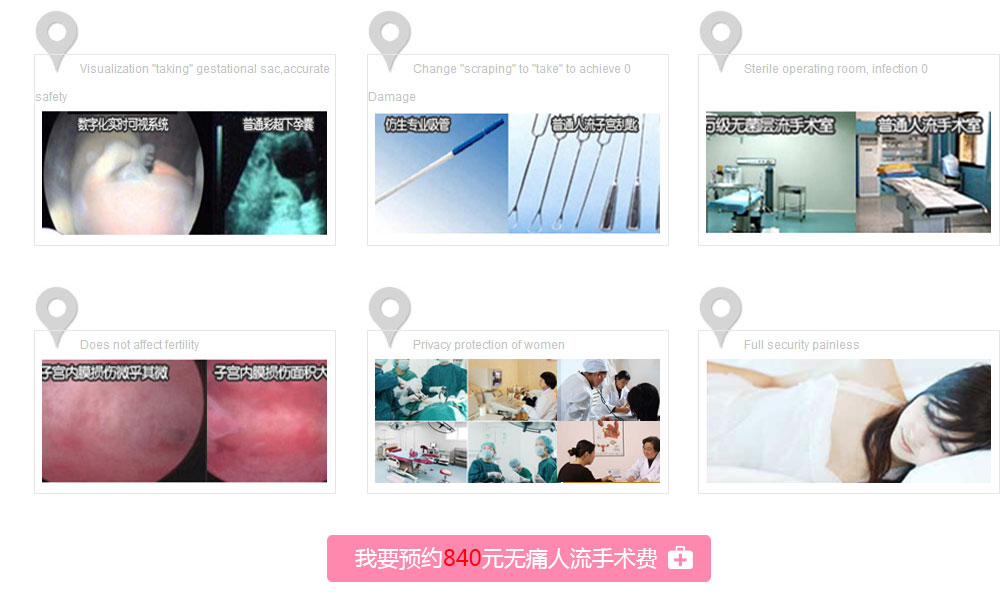 Visualization "taking" gestational sac,accurate
safety
数字化实时可视系统
普通彩超下孕囊
Change "scraping" to "take" to achieve 0
Damage
仿生专业吸管
普通人流子宫刮匙
Sterile operating room, infection 0
万级无菌层流手术室
普通人流手术室
Does not affect fertility
子宫内膜损伤微乎其微
子宫内膜损伤面积大
Privacy protection of women
Full security painless
我要预约840元无痛人流手术费